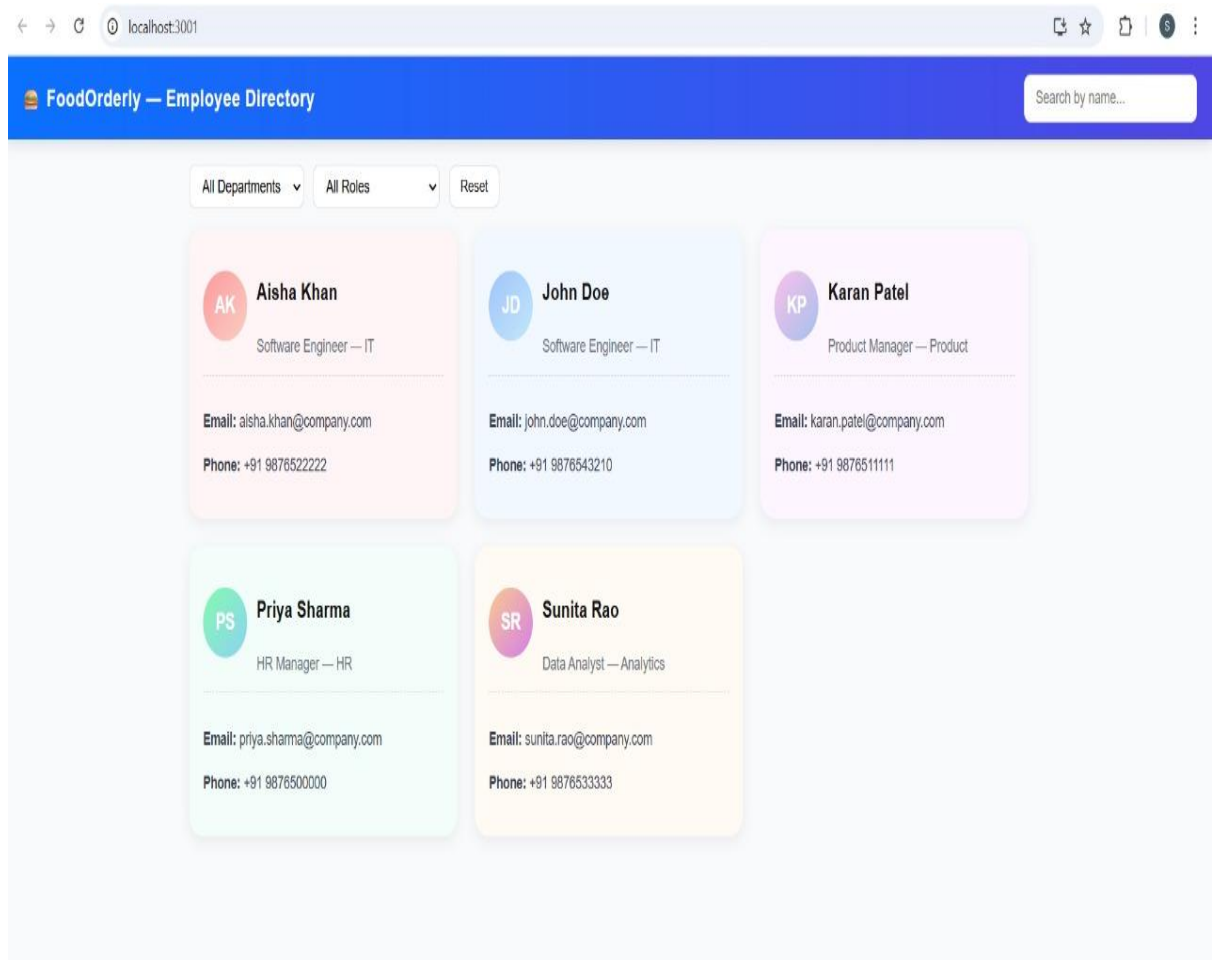 localhost:3001
S
FoodOrderly — Employee Directory
Search by name...
All Departments
All Roles
Reset
AK
Aisha Khan
Software Engineer — IT
Email: aisha.khan@company.com
Phone: +91 9876522222
JD
John Doe
Software Engineer — IT
Email: john.doe@company.com
Phone: +91 9876543210
KP
Karan Patel
Product Manager — Product
Email: karan.patel@company.com
Phone: +91 9876511111
PS
Priya Sharma
HR Manager — HR
Email: priya.sharma@company.com
Phone: +91 9876500000
SR
Sunita Rao
Data Analyst — Analytics
Email: sunita.rao@company.com
Phone: +91 9876533333